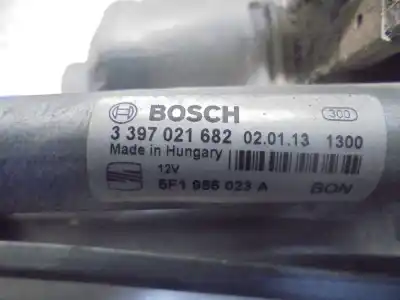 BOSCH 300
3 397 021 682 02.01.13 1300
Made in Hungary
12V
5F1 955 023 A BON